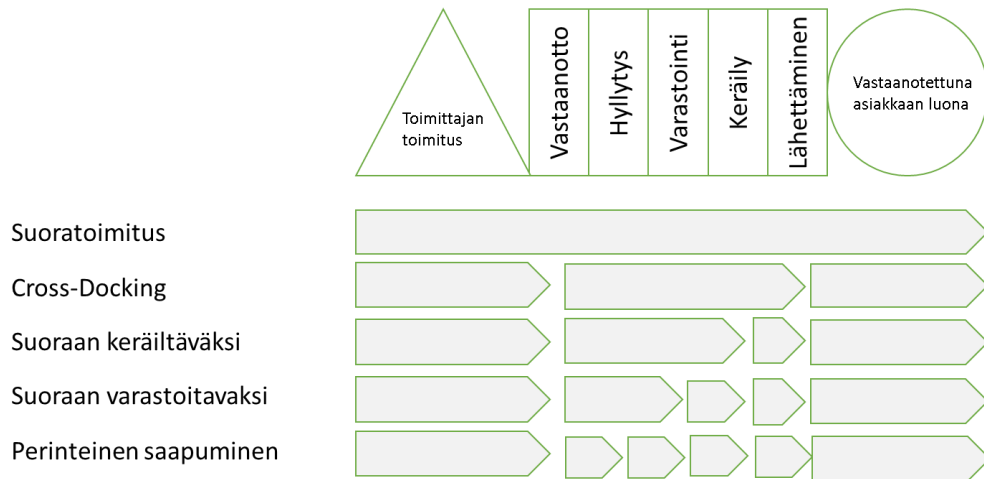 Toimittajan
toimitus
Vastaanotto
Hyllytys
Varastointi
Keräily
Lähettäminen
Vastaanotettuna
asiakkaan luona
Suoratoimitus
Cross-Docking
Suoraan keräiltäväksi
Suoraan varastoitavaksi
Perinteinen saapuminen